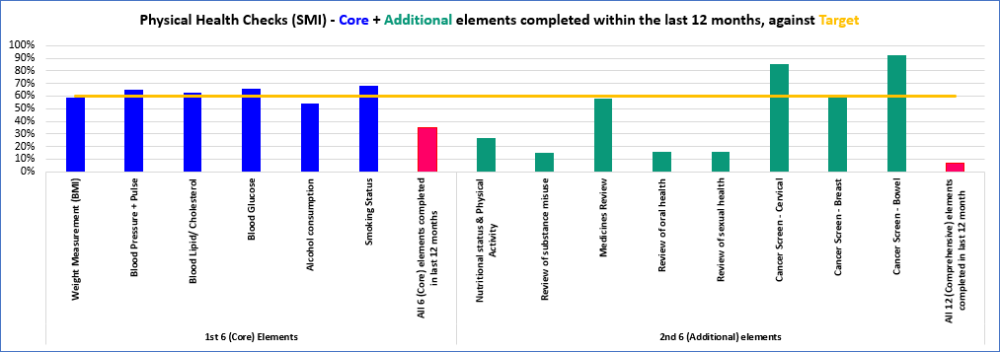 Physical Health Checks (SMI) - Core + Additional elements completed within the last 12 months, against Target
100%
90%
80%
70%
60%
50%
40%
30%
20%
10%
0%
Weight Measurement (BMI)
Blood Pressure + Pulse
Blood Lipid/ Cholesterol
Blood Glucose
Alcohol consumption
Smoking Status
All 6 (Core) elements completed
in last 12 months
Nutritional status & Physical
Activity
Review of substance misuse
Medicines Review
Review of oral health
Review of sexual health
Cancer Screen - Cervical
Cancer Screen - Breast
Cancer Screen - Bowel
All 12 (Comprehensive) elements
completed in last 12 month
1st 6 (Core) Elements
2nd 6 (Additional) elements